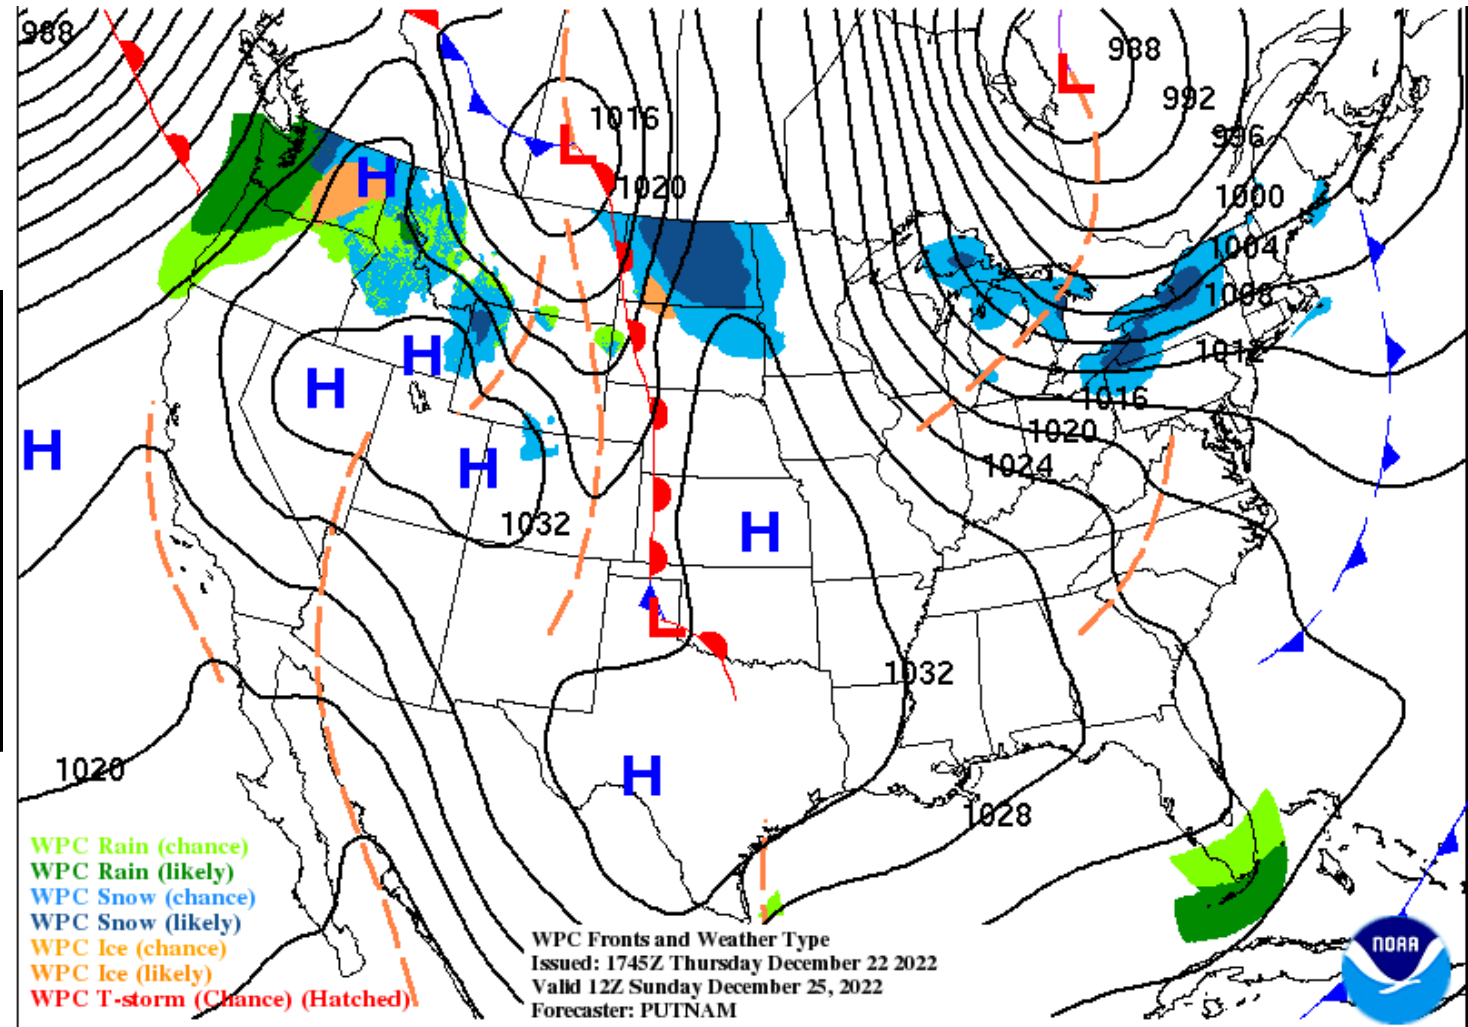 988
988
992
1016
996
1020
1000
1004
1008
1012
1016
1020
1024
1032
1032
1020
1028
H
H
H
H
H
H
H
L
L
L
WPC Rain (chance)
WPC Rain (likely)
WPC Snow (chance)
WPC Snow (likely)
WPC Ice (chance)
WPC Ice (likely)
WPC T-storm (Chance) (Hatched)
WPC Fronts and Weather Type
Issued: 1745Z Thursday December 22 2022
Valid 12Z Sunday December 25, 2022
Forecaster: PUTNAM
NOAA